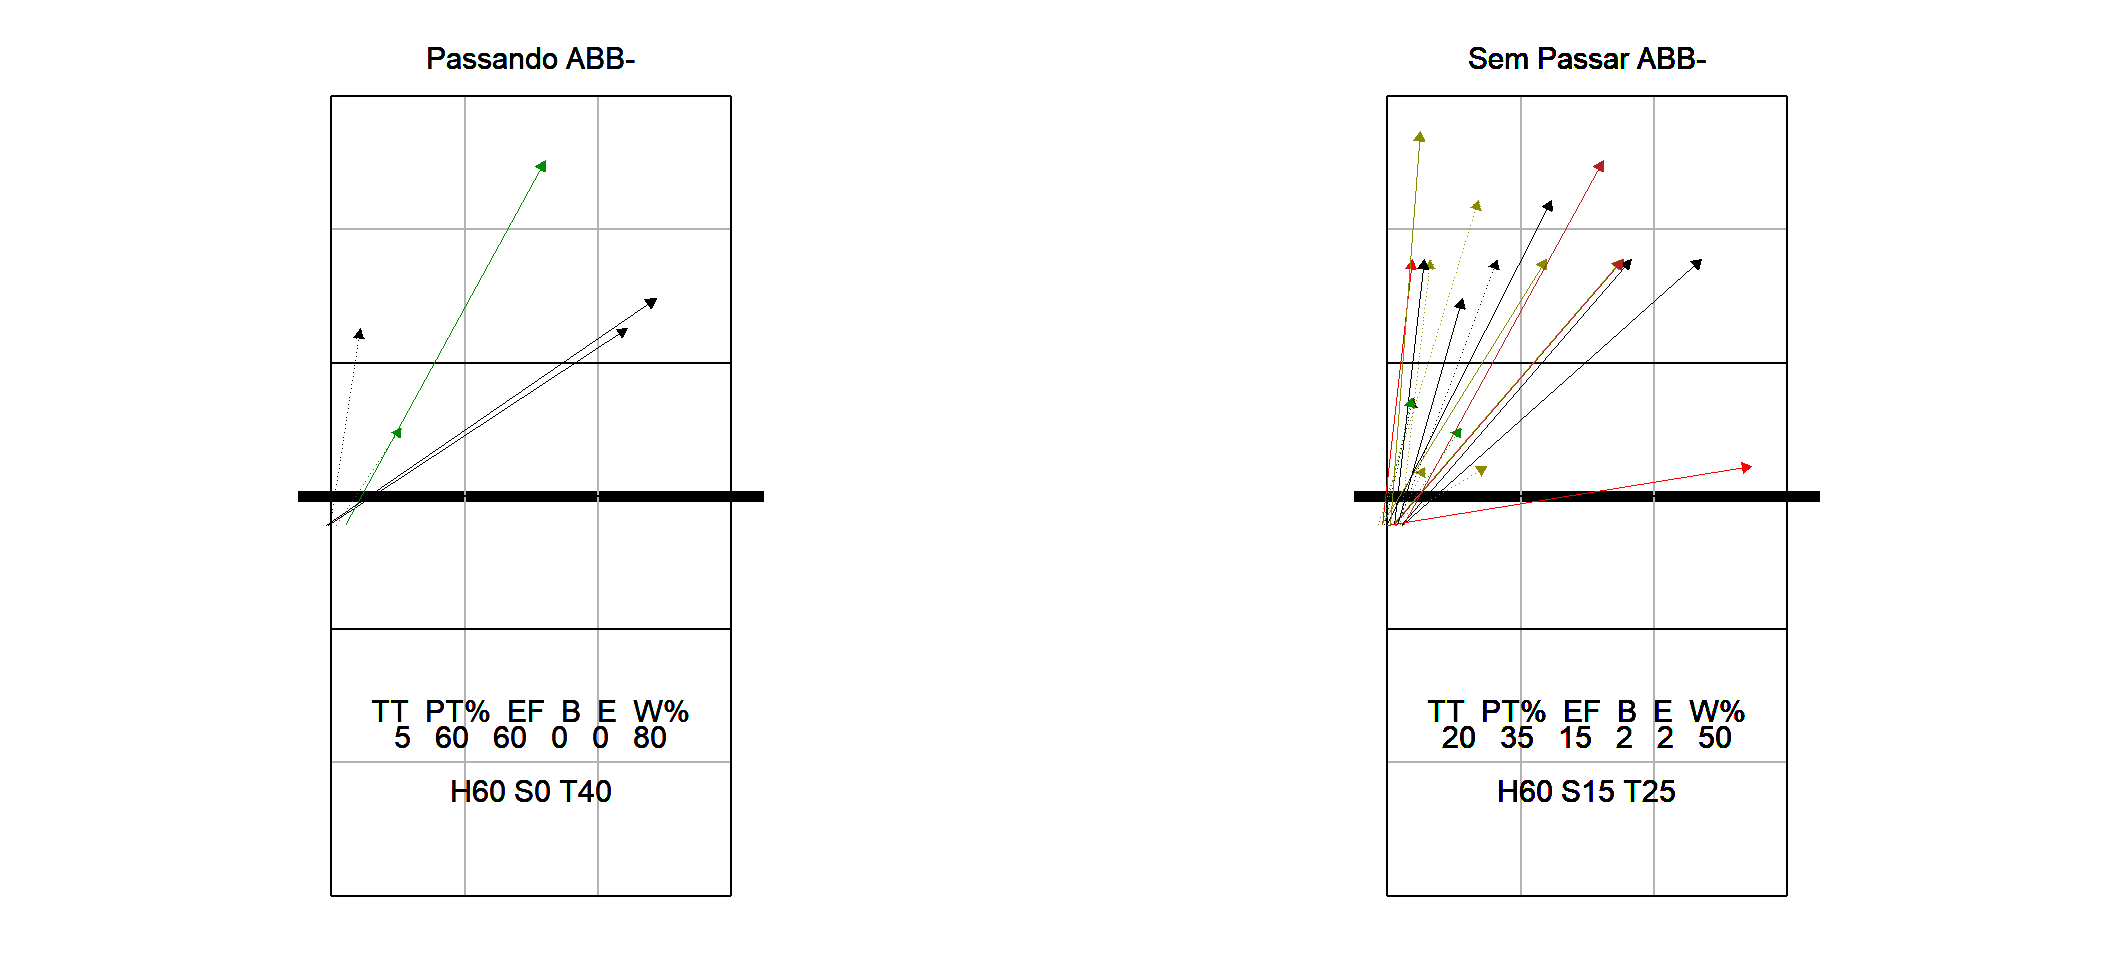 Passando ABB-
TT PT% EF B E W%
5 60 60 0 0 80
H60 S0 T40
Sem Passar ABB-
TT PT% EF B E W%
20 35 15 2 2 50
H60 S15 T25